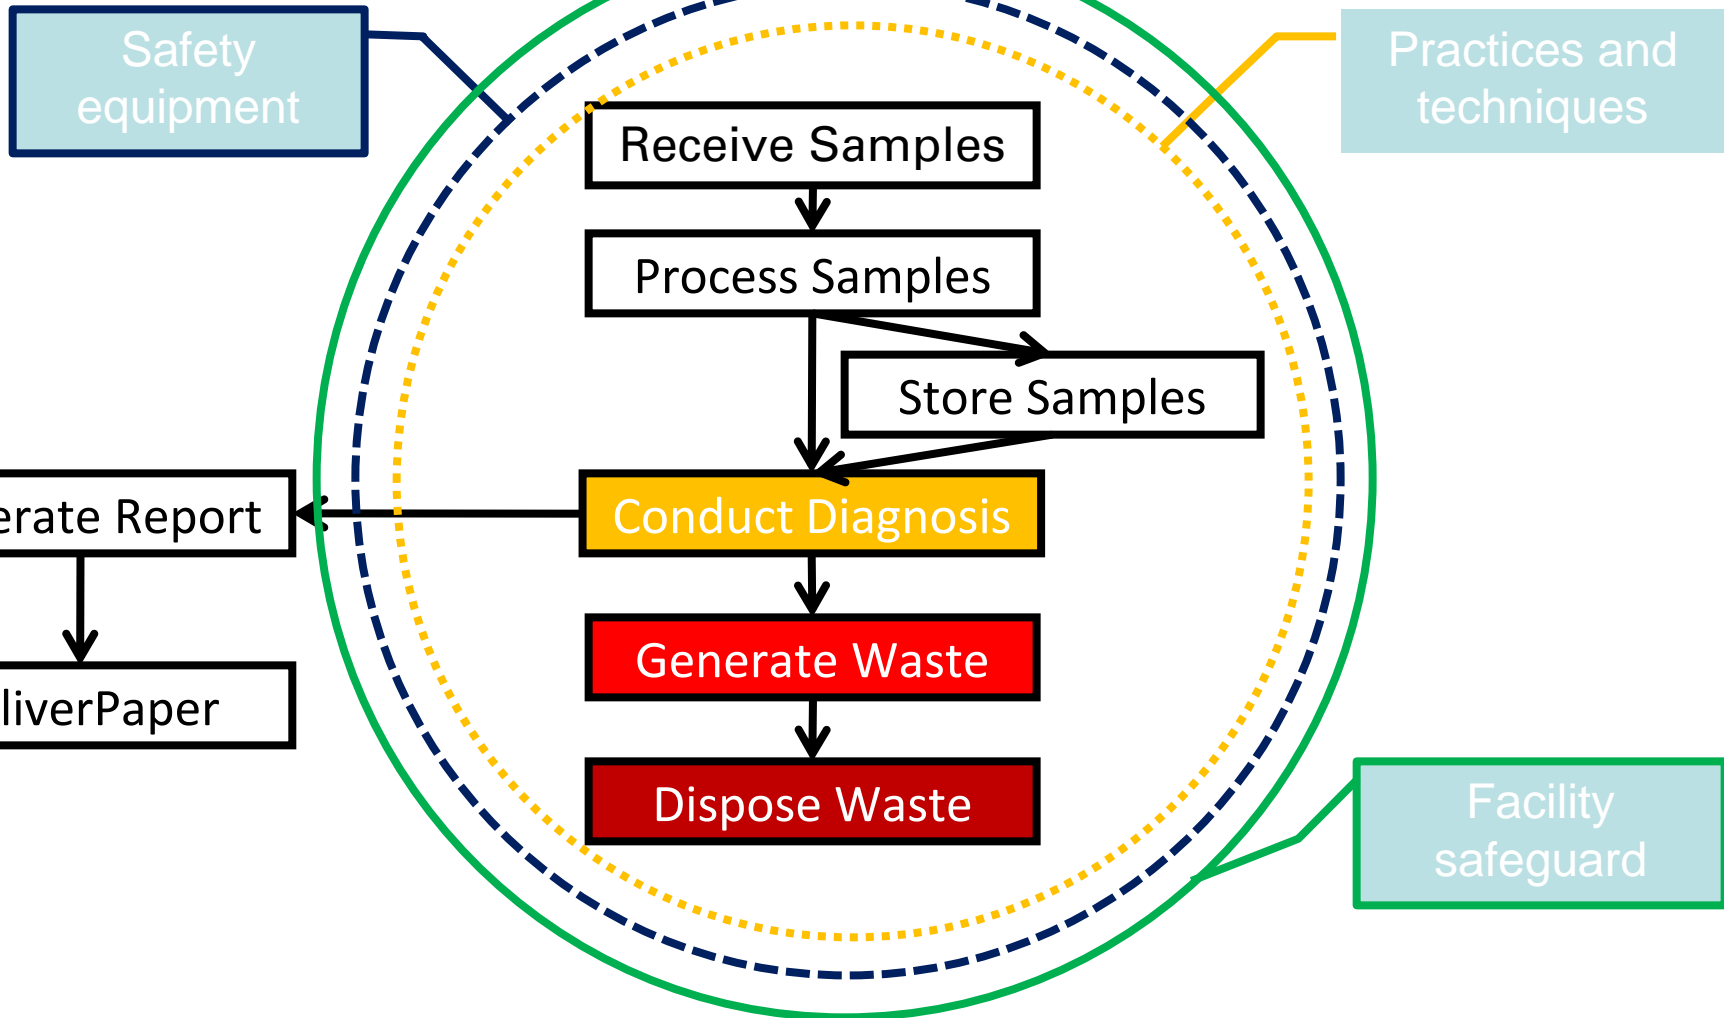 Safety
equipment
Practices and
techniques
Receive Samples
Process Samples
Store Samples
erate Report
Conduct Diagnosis
Generate Waste
liverPaper
Dispose Waste
Facility
safeguard